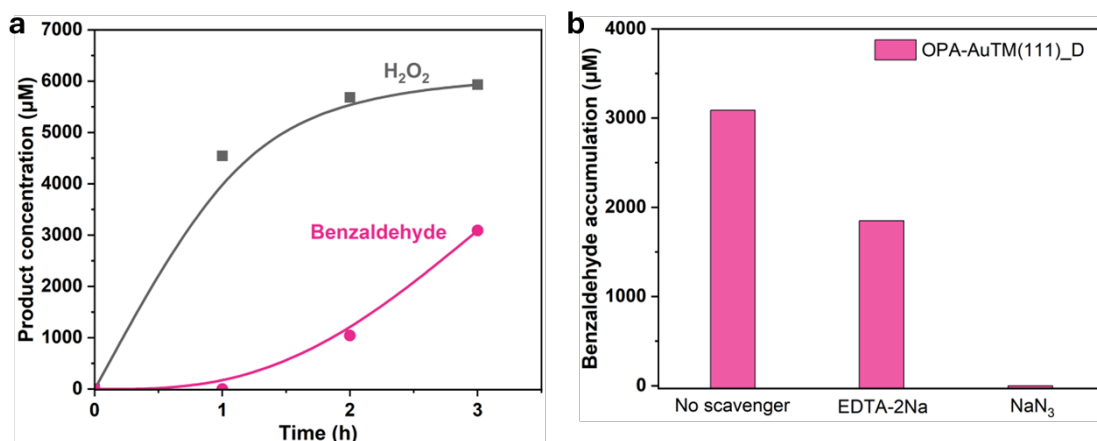 a
Product concentration (µM)
7000
6000
5000
4000
3000
2000
1000
0
H₂O₂
Benzaldehyde
0 1 2 3
Time (h)
b
Benzaldehyde accumulation (µM)
4000
3000
2000
1000
0
OPA-AuTM(111)_D
No scavenger EDTA-2Na NaN₃